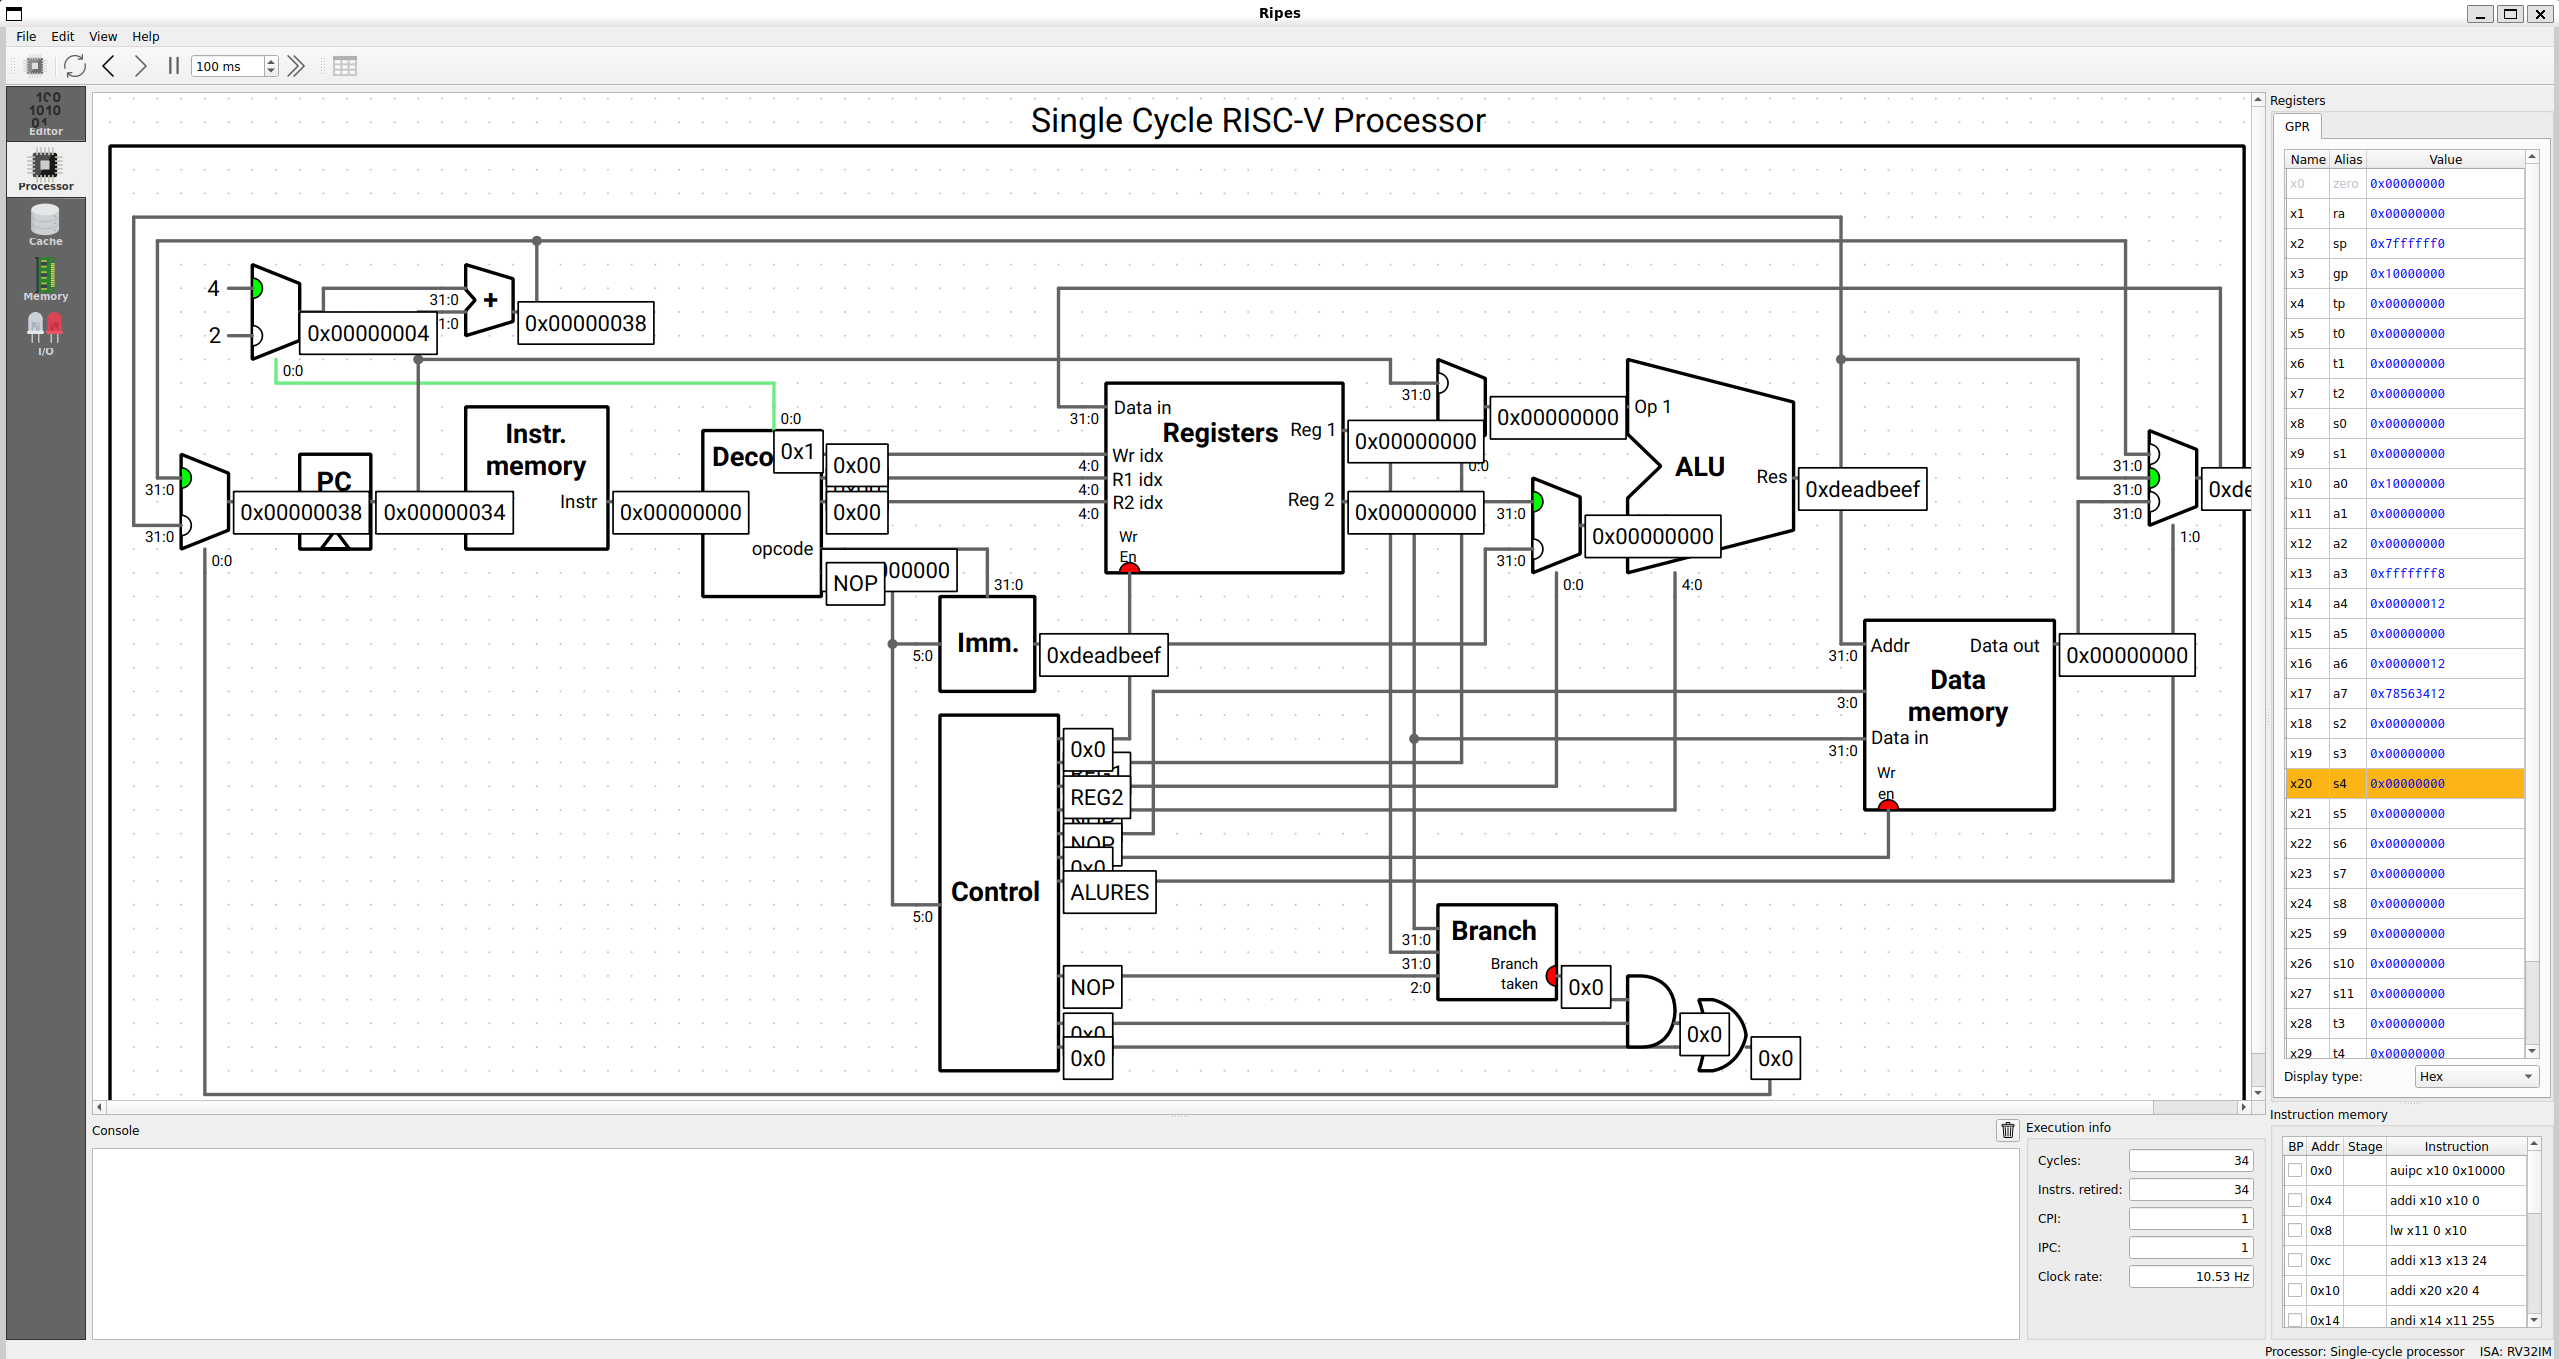 Ripes
File Edit View Help
100 ms
Editor
Processor
Cache
Memory
I/O
Single Cycle RISC-V Processor
4
2
0x00000004
31:0
1:0
+
0x00000038
0:0
0:0
31:0
31:0
0:0
0x00000038
PC
0x00000034
Instr. memory
Instr
0x00000000
Deco
0x1
opcode
0x00
0x00
NOP
000000
31:0
5:0
Imm.
0xdeadbeef
31:0
4:0
4:0
4:0
Data in
Registers
Wr idx
R1 idx
R2 idx
Wr En
Reg 1
Reg 2
0x00000000
0x00000000
31:0
0:0
0x00000000
31:0
31:0
0:0
0x00000000
Op 1
ALU
Res
4:0
0xdeadbeef
31:0
3:0
31:0
Addr
Data out
Data memory
Data in
Wr en
0x00000000
31:0
31:0
31:0
1:0
0xde
5:0
Control
0x0
REG2
NOP
0x0
ALURES
NOP
0x0
0x0
31:0
31:0
2:0
Branch
Branch taken
0x0
0x0
0x0
Registers
GPR
Name Alias Value
x0 zero 0x00000000
x1 ra 0x00000000
x2 sp 0x7ffffff0
x3 gp 0x10000000
x4 tp 0x00000000
x5 t0 0x00000000
x6 t1 0x00000000
x7 t2 0x00000000
x8 s0 0x00000000
x9 s1 0x00000000
x10 a0 0x10000000
x11 a1 0x00000000
x12 a2 0x00000000
x13 a3 0xfffffff8
x14 a4 0x00000012
x15 a5 0x00000000
x16 a6 0x00000012
x17 a7 0x78563412
x18 s2 0x00000000
x19 s3 0x00000000
x20 s4 0x00000000
x21 s5 0x00000000
x22 s6 0x00000000
x23 s7 0x00000000
x24 s8 0x00000000
x25 s9 0x00000000
x26 s10 0x00000000
x27 s11 0x00000000
x28 t3 0x00000000
x29 t4 0x00000000
Display type: Hex
Console
Execution info
Cycles: 34
Instrs. retired: 34
CPI: 1
IPC: 1
Clock rate: 10.53 Hz
Instruction memory
BP Addr Stage Instruction
0x0 auipc x10 0x10000
0x4 addi x10 x10 0
0x8 lw x11 0 x10
0xc addi x13 x13 24
0x10 addi x20 x20 4
0x14 andi x14 x11 255
Processor: Single-cycle processor ISA: RV32IM